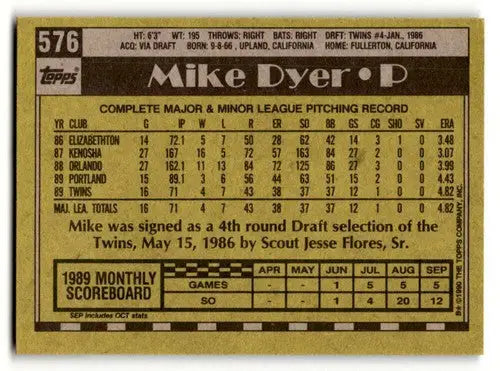 576
HT: 6'3" WT: 195 THROWS: RIGHT BATS: RIGHT DRFT: TWINS #4-JAN., 1986
ACQ: VIA DRAFT BORN: 9-8-66, UPLAND, CALIFORNIA HOME: FULLERTON, CALIFORNIA
Topps
Mike Dyer • P
COMPLETE MAJOR & MINOR LEAGUE PITCHING RECORD
YR CLUB G IP W L R ER SO BB GS CG SHO SV ERA
86 ELIZABETHTON 14 72.1 5 7 50 28 62 42 14 3 1 0 3.48
87 KENOSHA 27 167 16 5 72 57 163 84 27 2 0 0 3.07
88 ORLANDO 27 162.1 11 13 84 72 125 86 27 3 0 0 3.99
89 PORTLAND 16 89.1 3 6 56 44 63 51 15 2 0 0 4.43
89 TWINS 16 71 4 7 43 38 37 37 12 1 0 0 4.82
MAJ. LEA. TOTALS 16 71 4 7 43 38 37 37 12 1 0 0 4.82
Mike was signed as a 4th round Draft selection of the
Twins, May 15, 1986 by Scout Jesse Flores, Sr.
1989 MONTHLY
SCOREBOARD
APR MAY JUN JUL AUG SEP
GAMES – – 1 5 5 5
SO – – 1 4 20 12
SEP includes OCT stats
©1990 THE TOPPS COMPANY, INC.